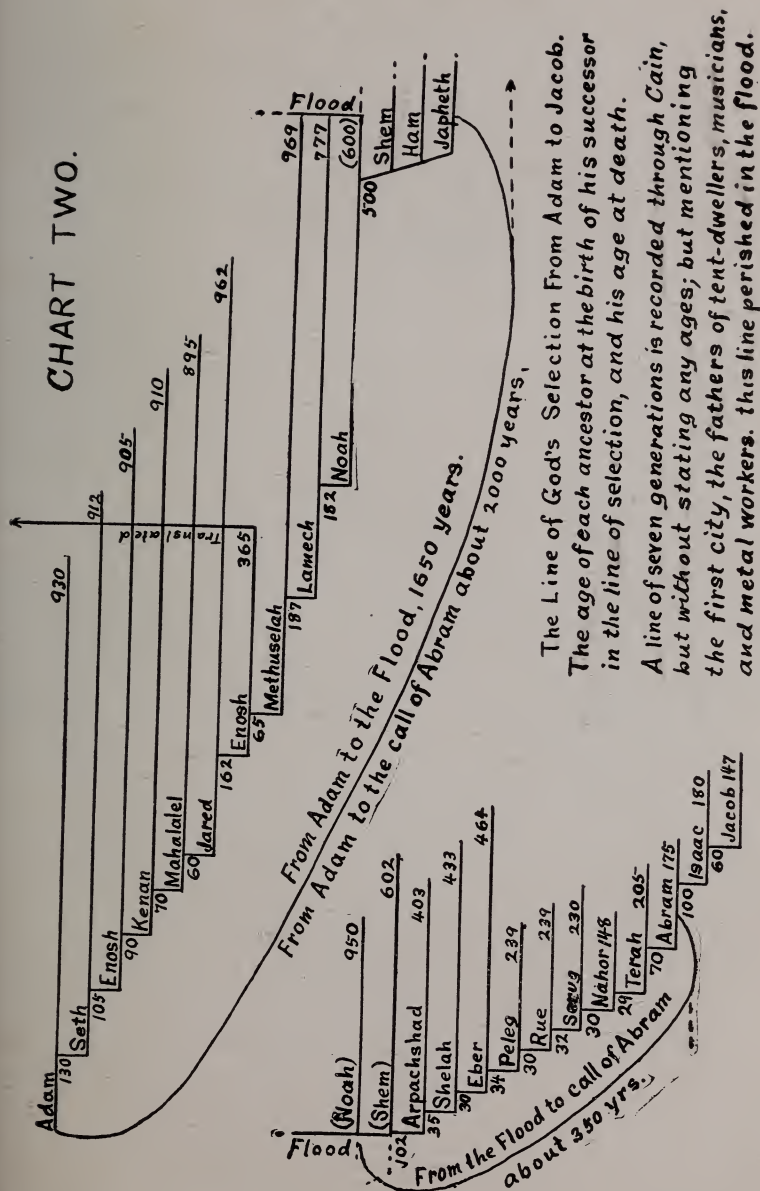 CHART TWO.
Adam 930
130 Seth 912
105 Enosh 905
90 Kenan 910
70 Mahalalel 895
60 Jared 962
162 Enosh 365
Translated
65 Methuselah 969
187 Lamech 777
182 Noah (600)
Flood
500 Shem
Ham
Japheth
From Adam to the Flood, 1650 years.
From Adam to the call of Abram about 2000 years,
Flood.
(Noah) 950
(Shem) 602
102 Arpachshad 403
35 Shelah 433
30 Eber 464
34 Peleg 239
30 Rue 239
32 Serug 230
30 Nahor 148
29 Terah 205
70 Abram 175
100 Isaac 180
60 Jacob 147
From the Flood to call of Abram
about 350 yrs.
The Line of God's Selection From Adam to Jacob.
The age of each ancestor at the birth of his successor
in the line of selection, and his age at death.
A line of seven generations is recorded through Cain,
but without stating any ages; but mentioning
the first city, the fathers of tent-dwellers, musicians,
and metal workers. this line perished in the flood.